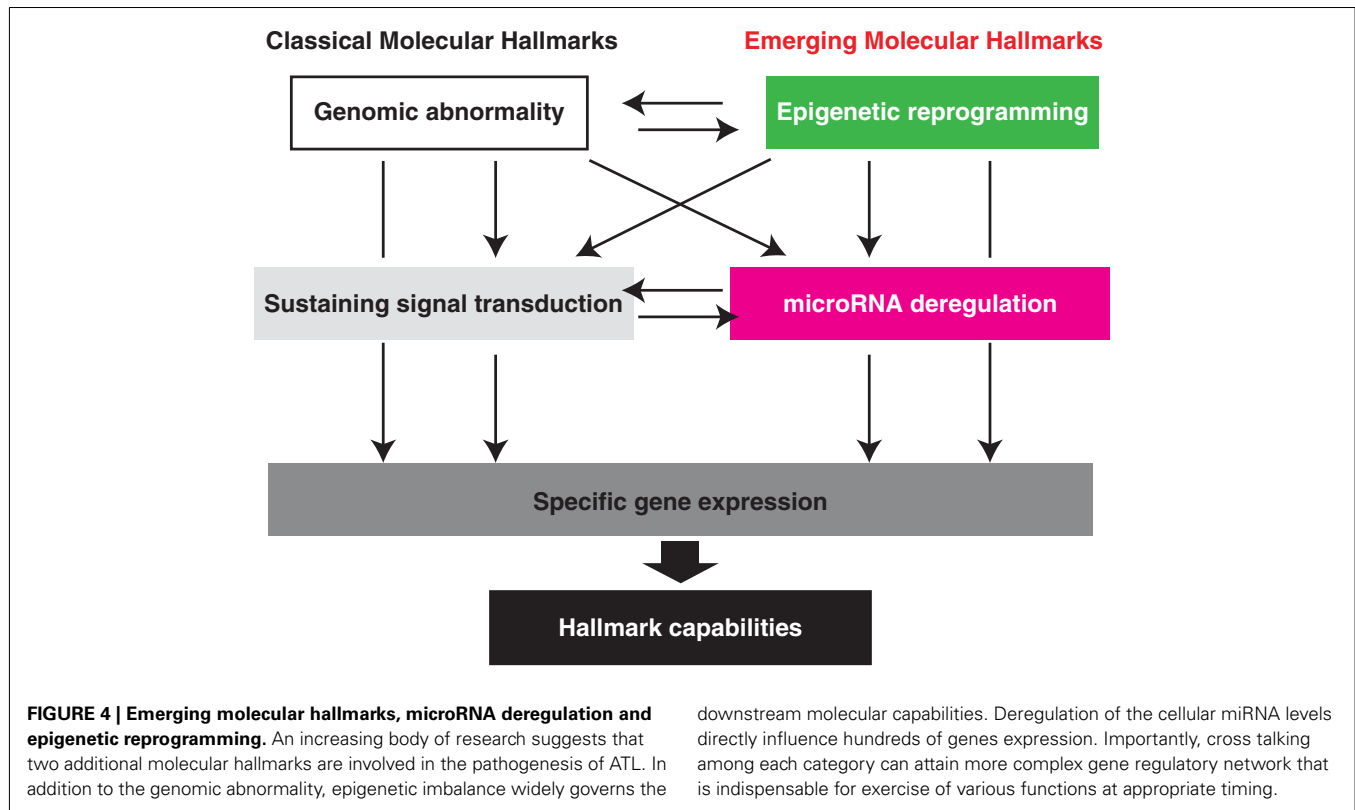 Classical Molecular Hallmarks
Emerging Molecular Hallmarks
Genomic abnormality
Epigenetic reprogramming
Sustaining signal transduction
microRNA deregulation
Specific gene expression
Hallmark capabilities
FIGURE 4 | Emerging molecular hallmarks, microRNA deregulation and
epigenetic reprogramming. An increasing body of research suggests that
two additional molecular hallmarks are involved in the pathogenesis of ATL. In
addition to the genomic abnormality, epigenetic imbalance widely governs the
downstream molecular capabilities. Deregulation of the cellular miRNA levels
directly influence hundreds of genes expression. Importantly, cross talking
among each category can attain more complex gene regulatory network that
is indispensable for exercise of various functions at appropriate timing.